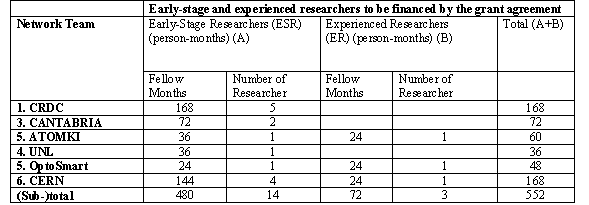 Early-stage and experienced researchers to be financed by the grant agreement
Network Team Early-Stage Researchers (ESR) (person-months) (A) Experienced Researchers (ER) (person-months) (B) Total (A+B)
Fellow Months Number of Researcher Fellow Months Number of Researcher
1. CRDC 168 5 168
3. CANTABRIA 72 2 72
5. ATOMKI 36 1 24 1 60
4. UNL 36 1 36
5. OptoSmart 24 1 24 1 48
6. CERN 144 4 24 1 168
(Sub-)total 480 14 72 3 552